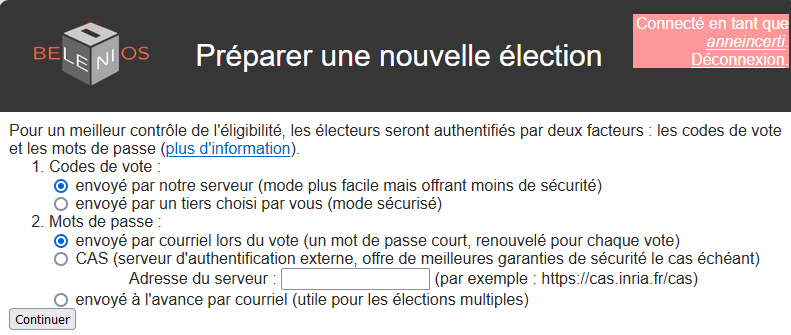 BELENIOS
Préparer une nouvelle élection
Connecté en tant que
anneincerti.
Déconnexion.
Pour un meilleur contrôle de l'éligibilité, les électeurs seront authentifiés par deux facteurs : les codes de vote
et les mots de passe (plus d'information).
1. Codes de vote :
envoyé par notre serveur (mode plus facile mais offrant moins de sécurité)
envoyé par un tiers choisi par vous (mode sécurisé)
2. Mots de passe :
envoyé par courriel lors du vote (un mot de passe court, renouvelé pour chaque vote)
CAS (serveur d'authentification externe, offre de meilleures garanties de sécurité le cas échéant)
Adresse du serveur : (par exemple : https://cas.inria.fr/cas)
envoyé à l'avance par courriel (utile pour les élections multiples)
Continuer